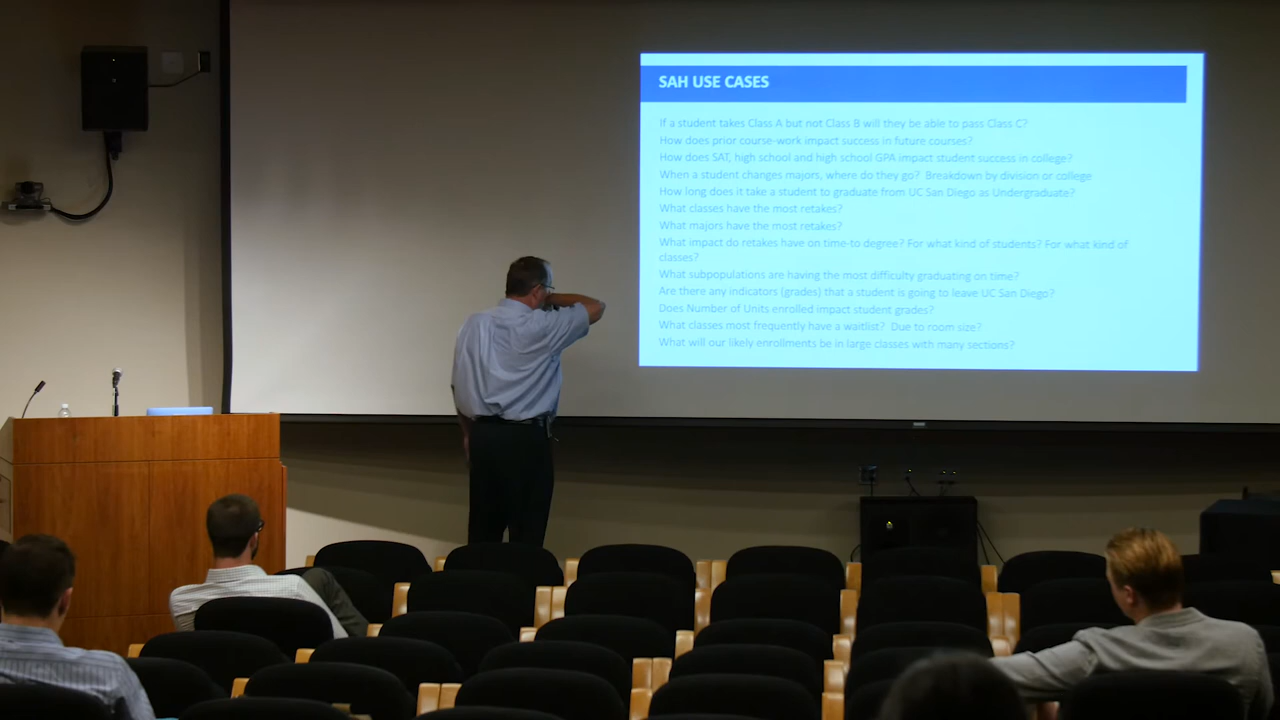 SAH USE CASES
If a student takes Class A but not Class B will they be able to pass Class C?
How does prior course-work impact success in future courses?
How does SAT, high school and high school GPA impact student success in college?
When a student changes majors, where do they go? Breakdown by division or college
How long does it take a student to graduate from UC San Diego as Undergraduate?
What classes have the most retakes?
What majors have the most retakes?
What impact do retakes have on time-to degree? For what kind of students? For what kind of
classes?
What subpopulations are having the most difficulty graduating on time?
Are there any indicators (grades) that a student is going to leave UC San Diego?
Does Number of Units enrolled impact student grades?
What classes most frequently have a waitlist? Due to room size?
What will our likely enrollments be in large classes with many sections?